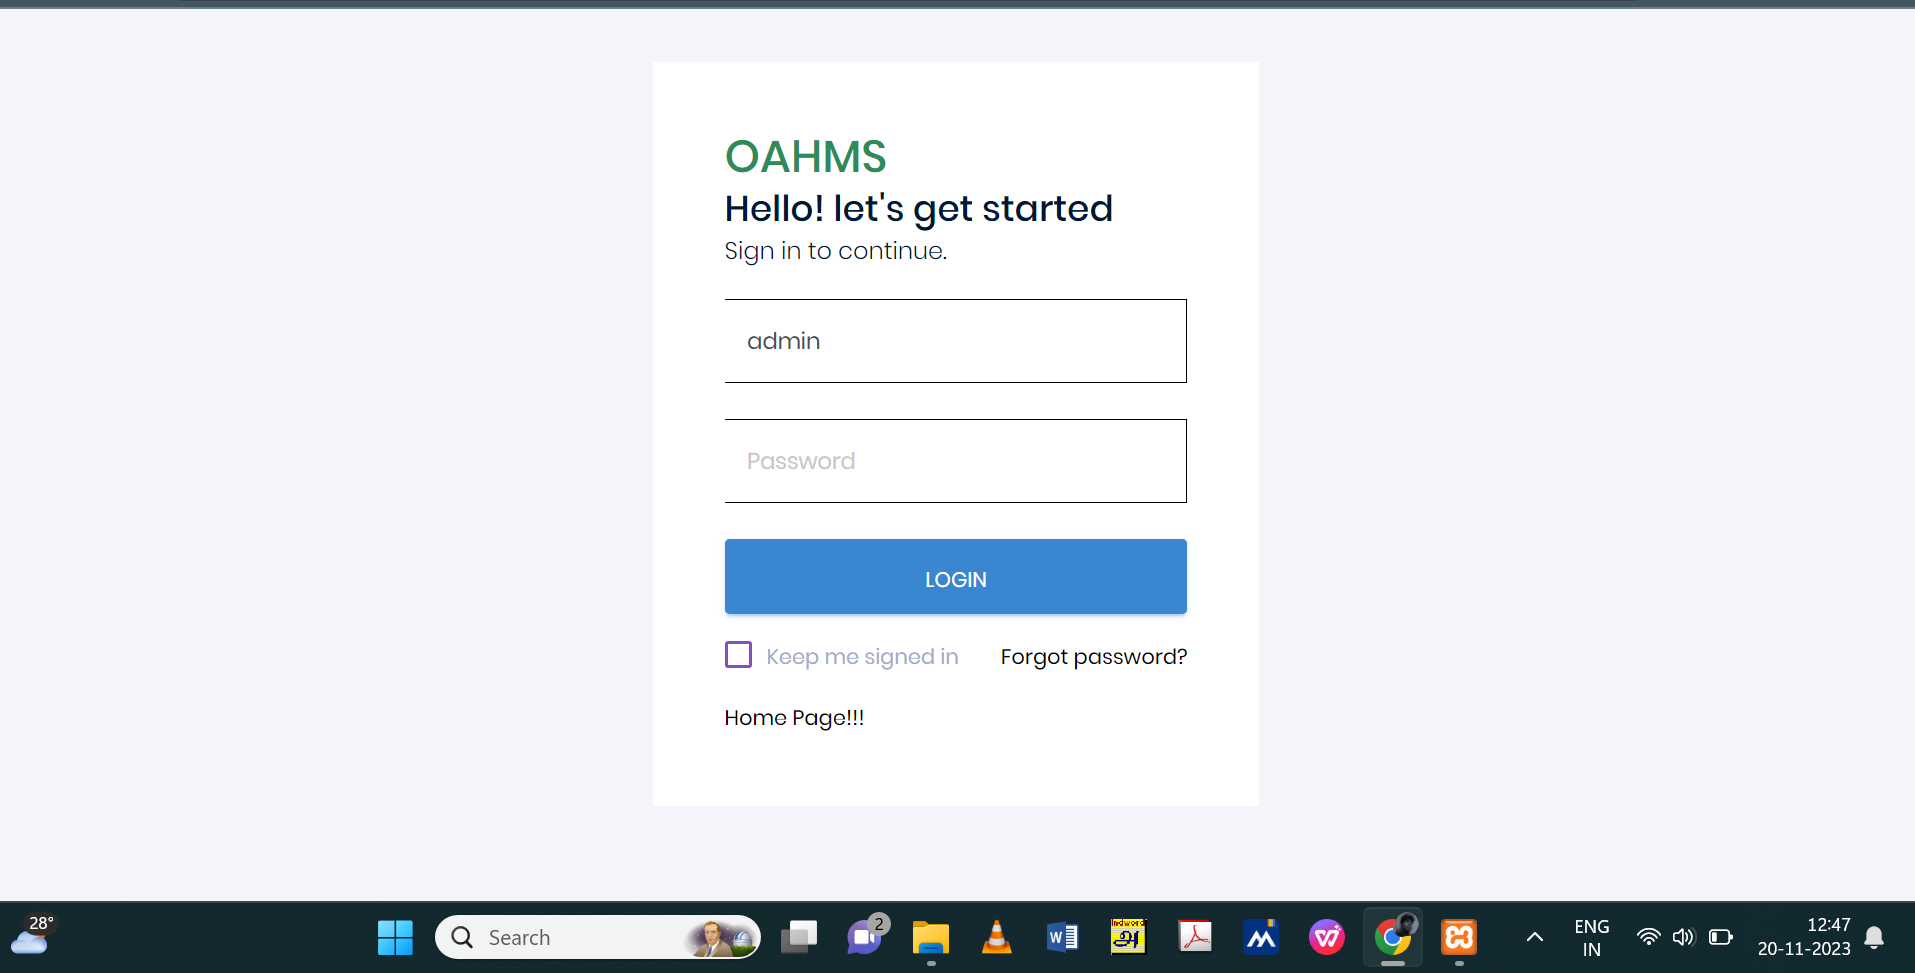 OAHMS
Hello! let's get started
Sign in to continue.
admin
Password
LOGIN
Keep me signed in Forgot password?
Home Page!!!
28°
Search
2
W
indword
அ
ENG
IN
12:47
20-11-2023